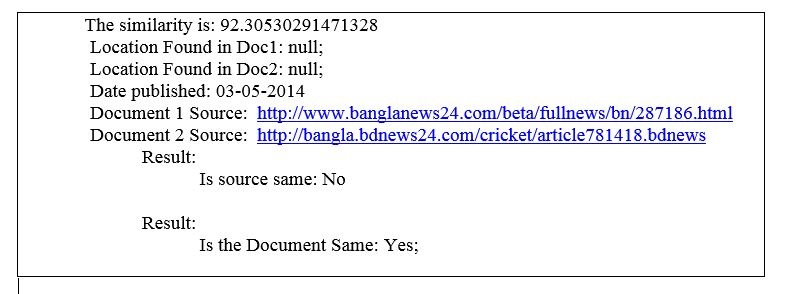 The similarity is: 92.30530291471328
Location Found in Doc1: null;
Location Found in Doc2: null;
Date published: 03-05-2014
Document 1 Source: http://www.banglanews24.com/beta/fullnews/bn/287186.html
Document 2 Source: http://bangla.bdnews24.com/cricket/article781418.bdnews
Result:
Is source same: No
Result:
Is the Document Same: Yes;